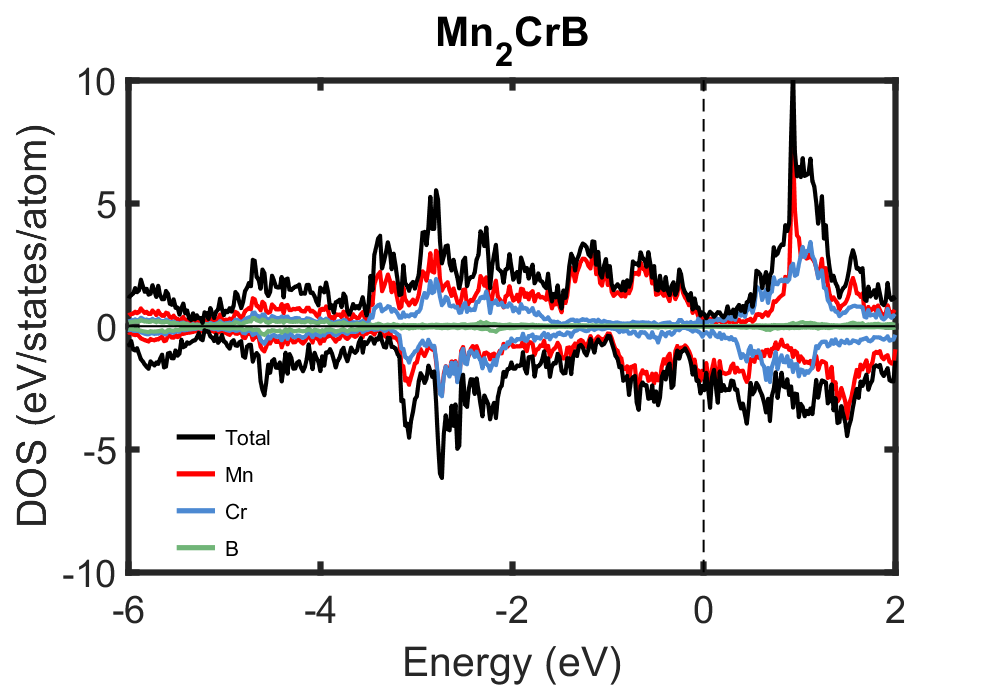 Mn2CrB
DOS (eV/states/atom)
10
5
0
-5
-10
Total
Mn
Cr
B
-6 -4 -2 0 2
Energy (eV)